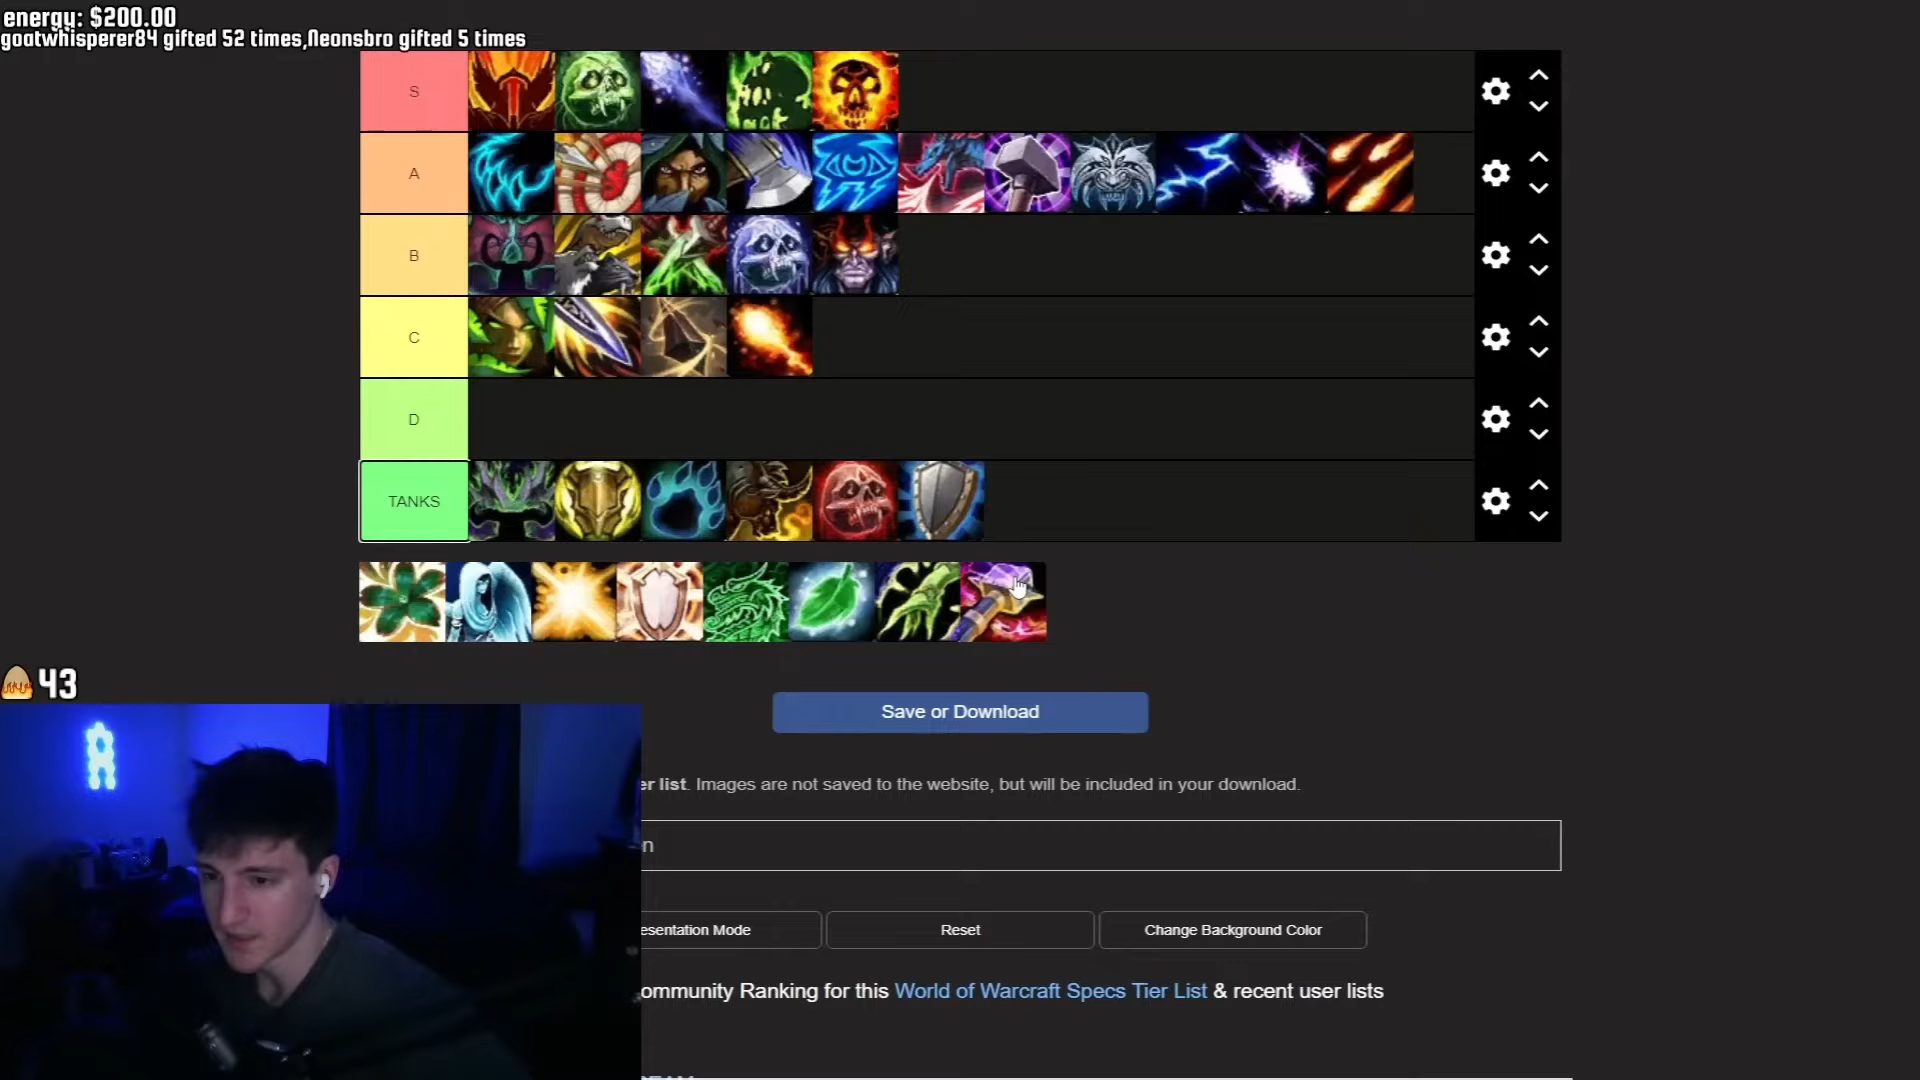 energy: $200.00
goatwhisperer84 gifted 52 times,Neonsbro gifted 5 times
S
A
B
C
D
TANKS
43
Save or Download
er list. Images are not saved to the website, but will be included in your download.
n
esentation Mode
Reset
Change Background Color
ommunity Ranking for this World of Warcraft Specs Tier List & recent user lists